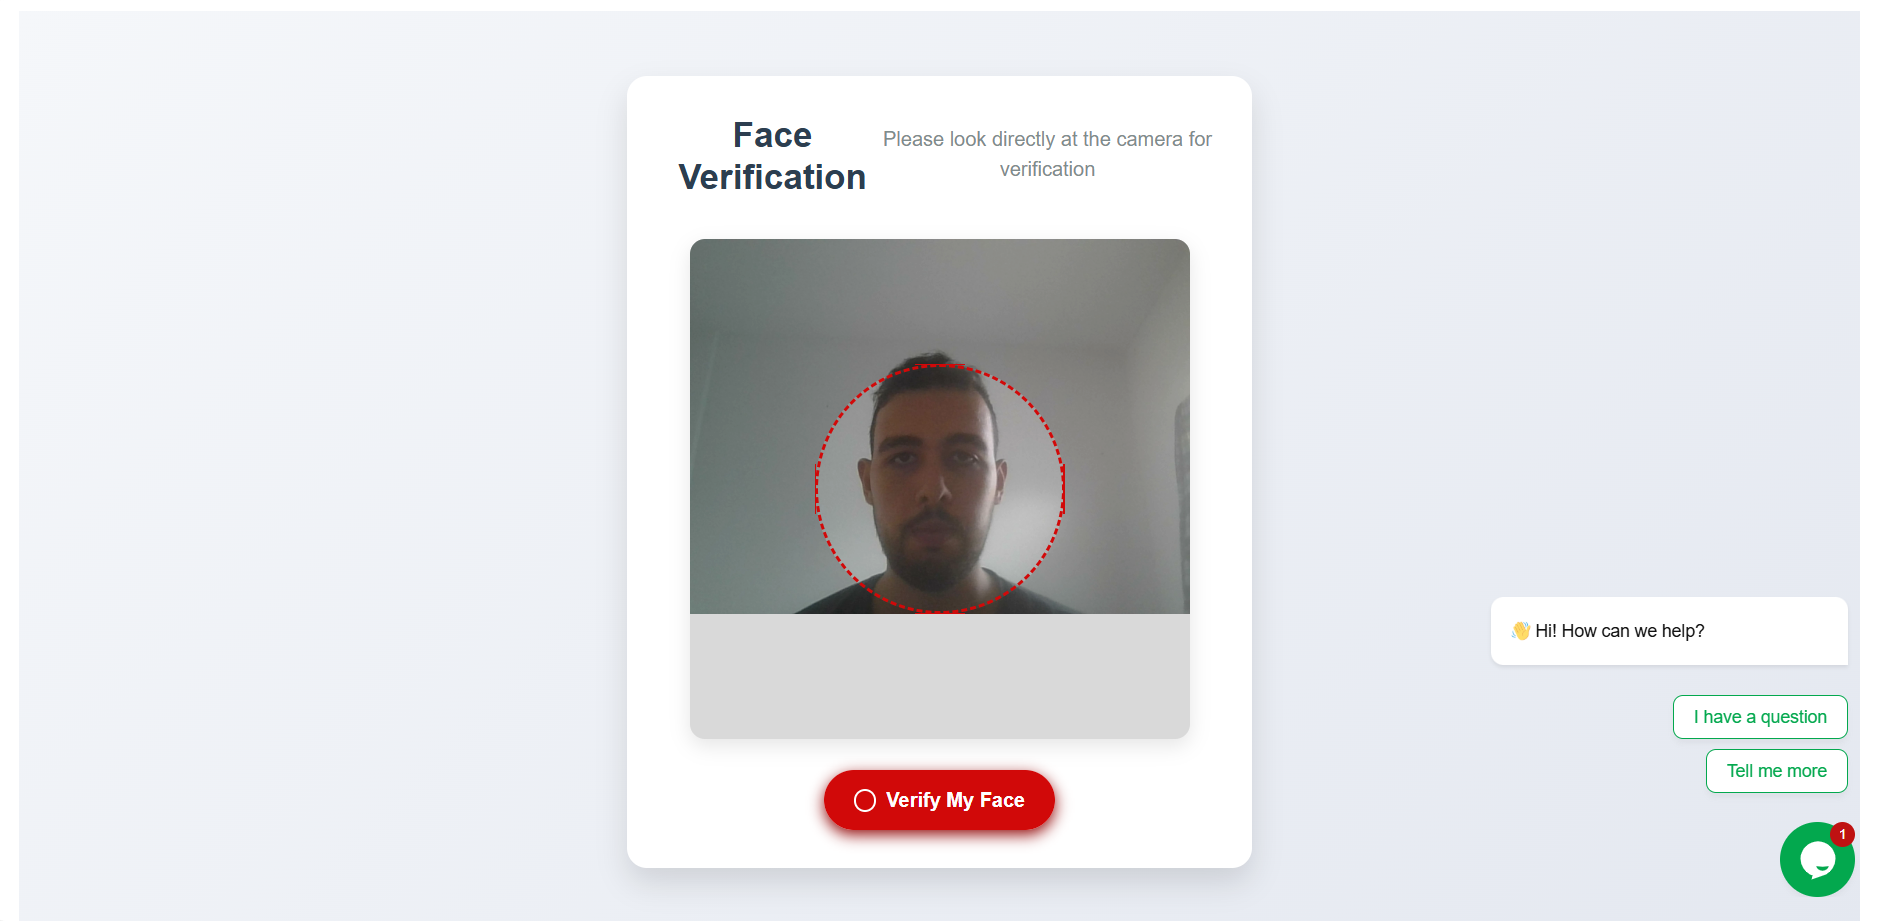 Face
Verification
Please look directly at the camera for
verification
Verify My Face
👋 Hi! How can we help?
I have a question
Tell me more
1